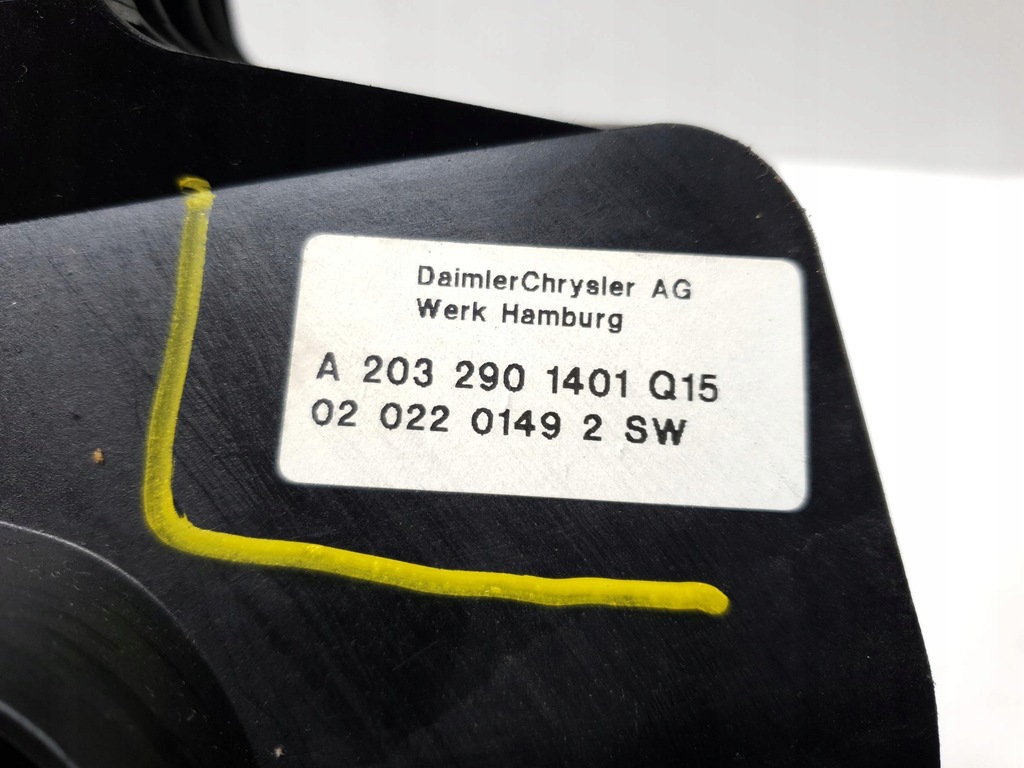 DaimlerChrysler AG
Werk Hamburg
A 203 290 1401 Q15
02 022 0149 2 SW